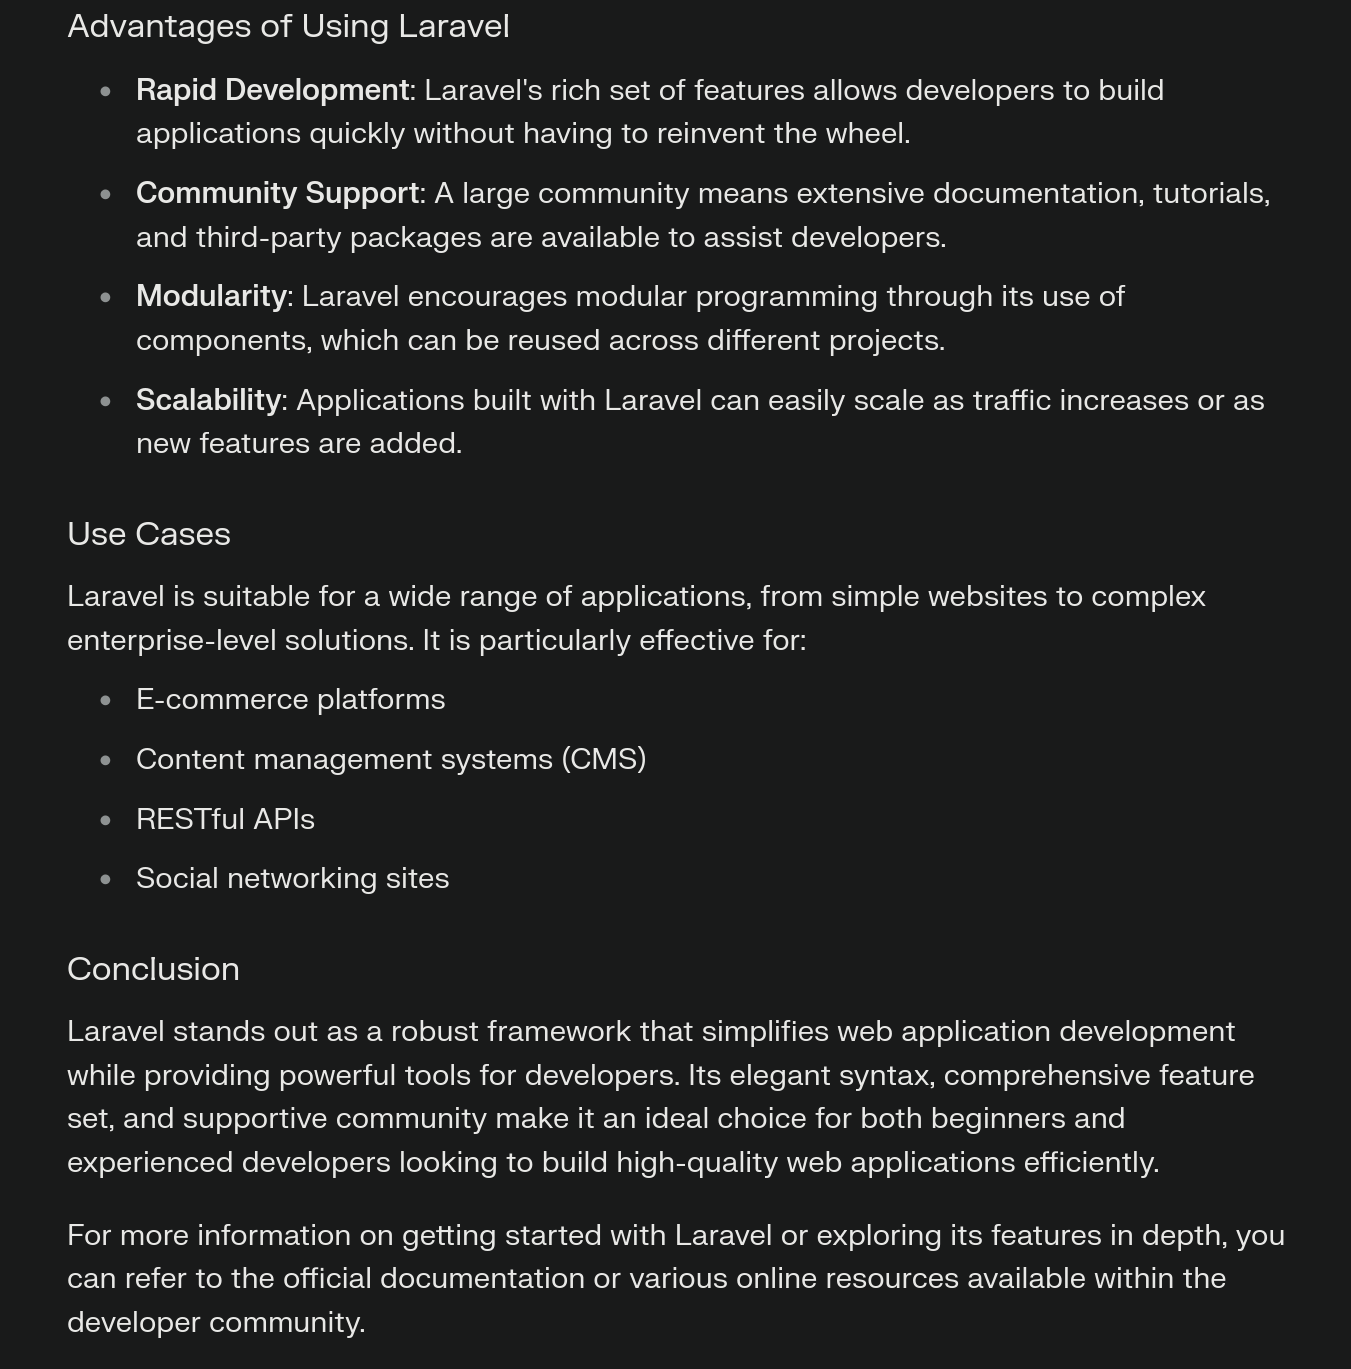 Advantages of Using Laravel
Rapid Development: Laravel's rich set of features allows developers to build
applications quickly without having to reinvent the wheel.
Community Support: A large community means extensive documentation, tutorials,
and third-party packages are available to assist developers.
Modularity: Laravel encourages modular programming through its use of
components, which can be reused across different projects.
Scalability: Applications built with Laravel can easily scale as traffic increases or as
new features are added.
Use Cases
Laravel is suitable for a wide range of applications, from simple websites to complex
enterprise-level solutions. It is particularly effective for:
E-commerce platforms
Content management systems (CMS)
RESTful APIs
Social networking sites
Conclusion
Laravel stands out as a robust framework that simplifies web application development
while providing powerful tools for developers. Its elegant syntax, comprehensive feature
set, and supportive community make it an ideal choice for both beginners and
experienced developers looking to build high-quality web applications efficiently.
For more information on getting started with Laravel or exploring its features in depth, you
can refer to the official documentation or various online resources available within the
developer community.